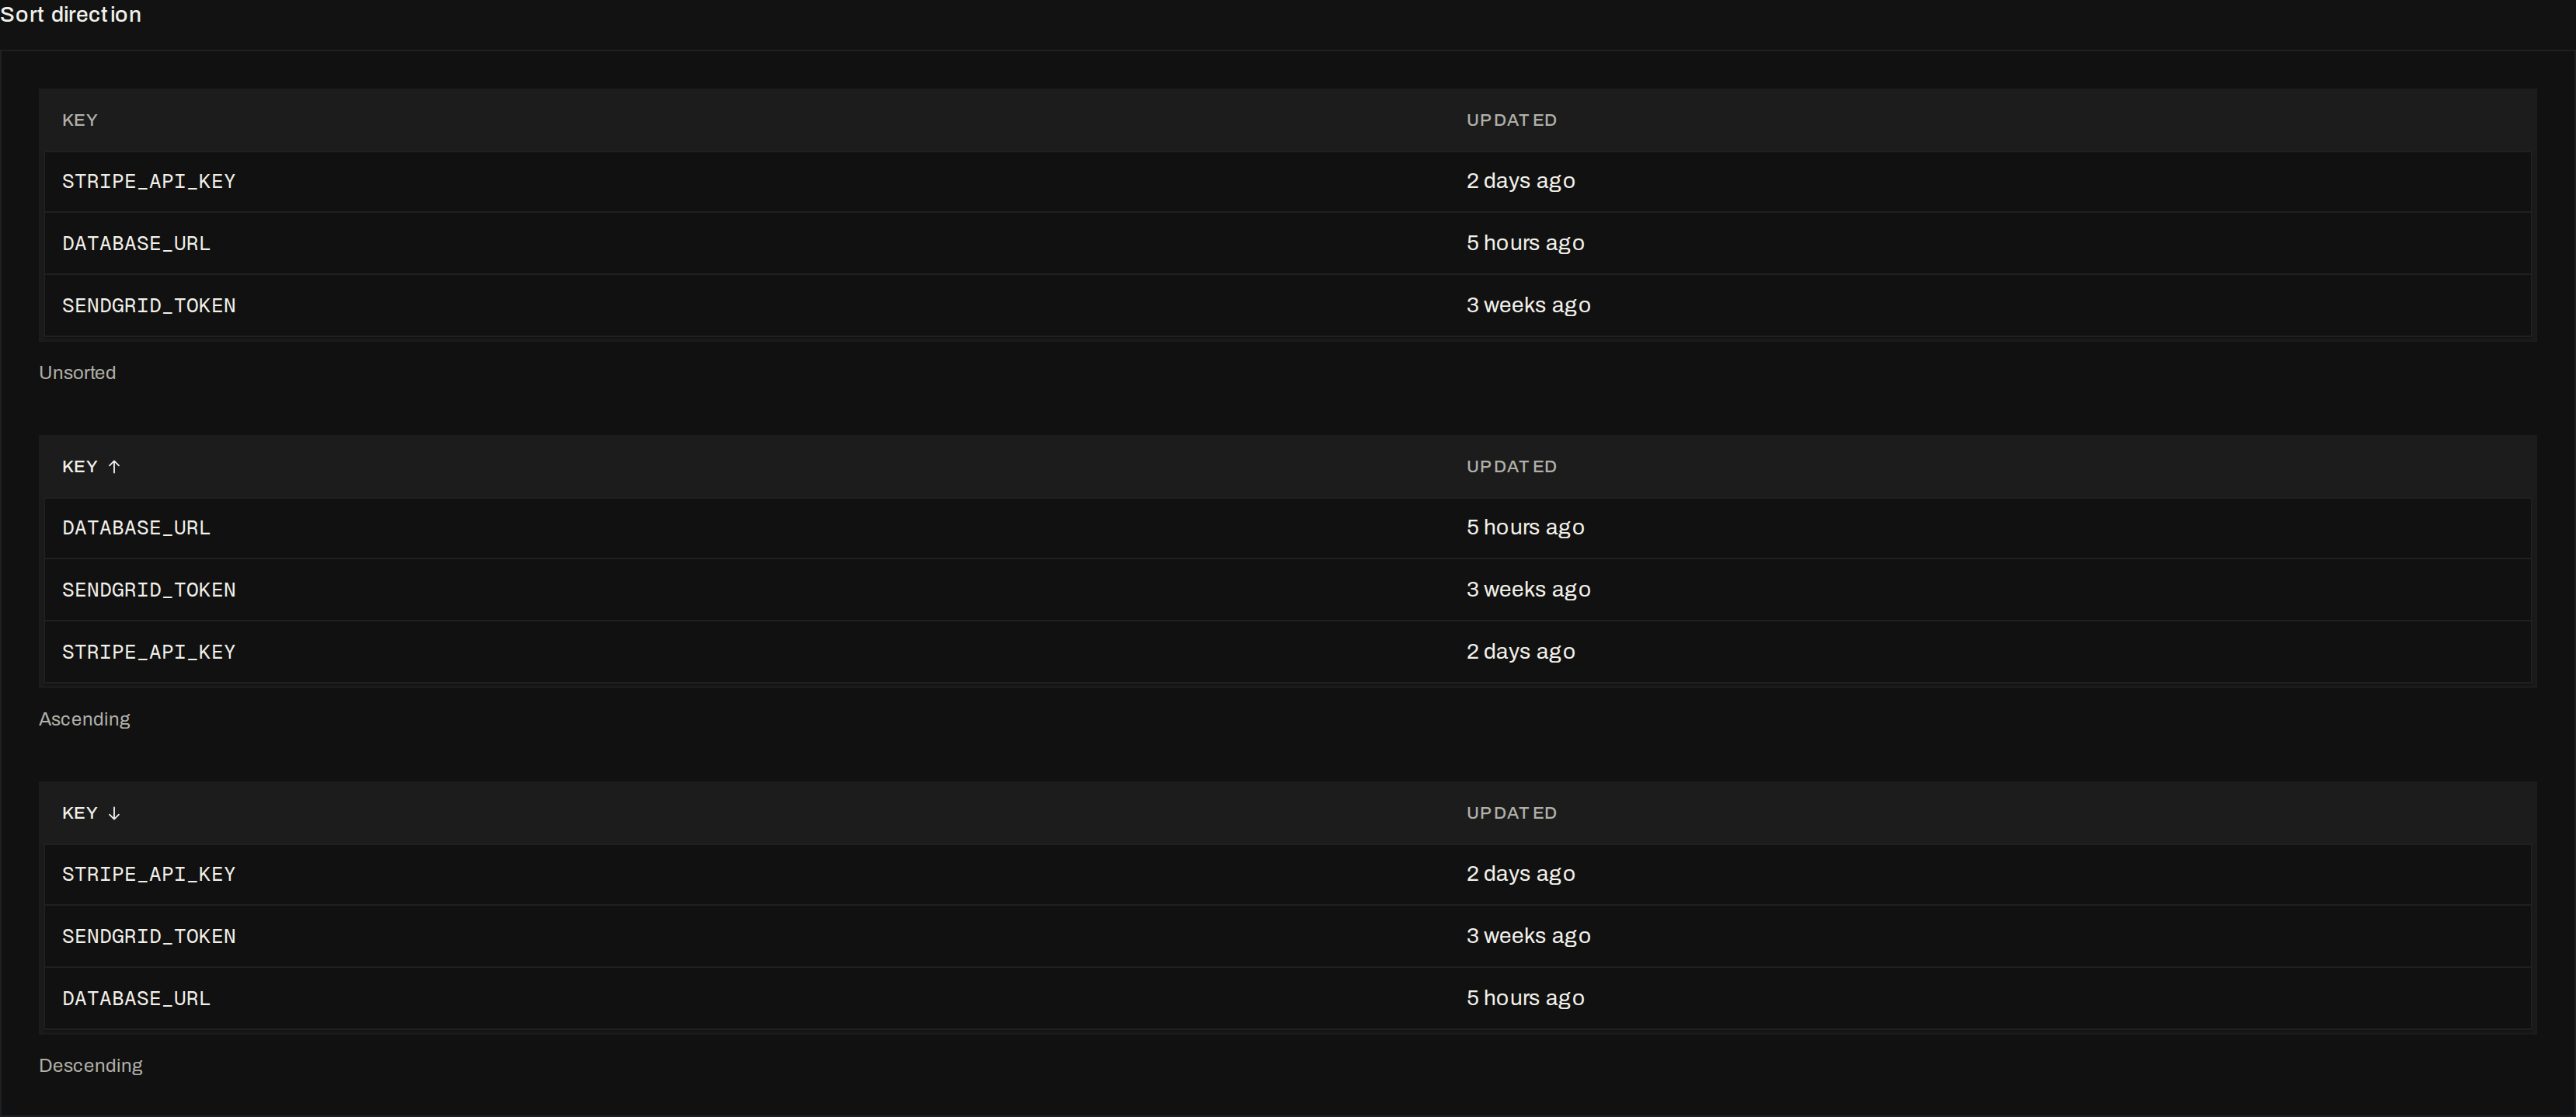 Sort direction
KEY UPDATED
STRIPE_API_KEY 2 days ago
DATABASE_URL 5 hours ago
SENDGRID_TOKEN 3 weeks ago
Unsorted
KEY ↑ UPDATED
DATABASE_URL 5 hours ago
SENDGRID_TOKEN 3 weeks ago
STRIPE_API_KEY 2 days ago
Ascending
KEY ↓ UPDATED
STRIPE_API_KEY 2 days ago
SENDGRID_TOKEN 3 weeks ago
DATABASE_URL 5 hours ago
Descending